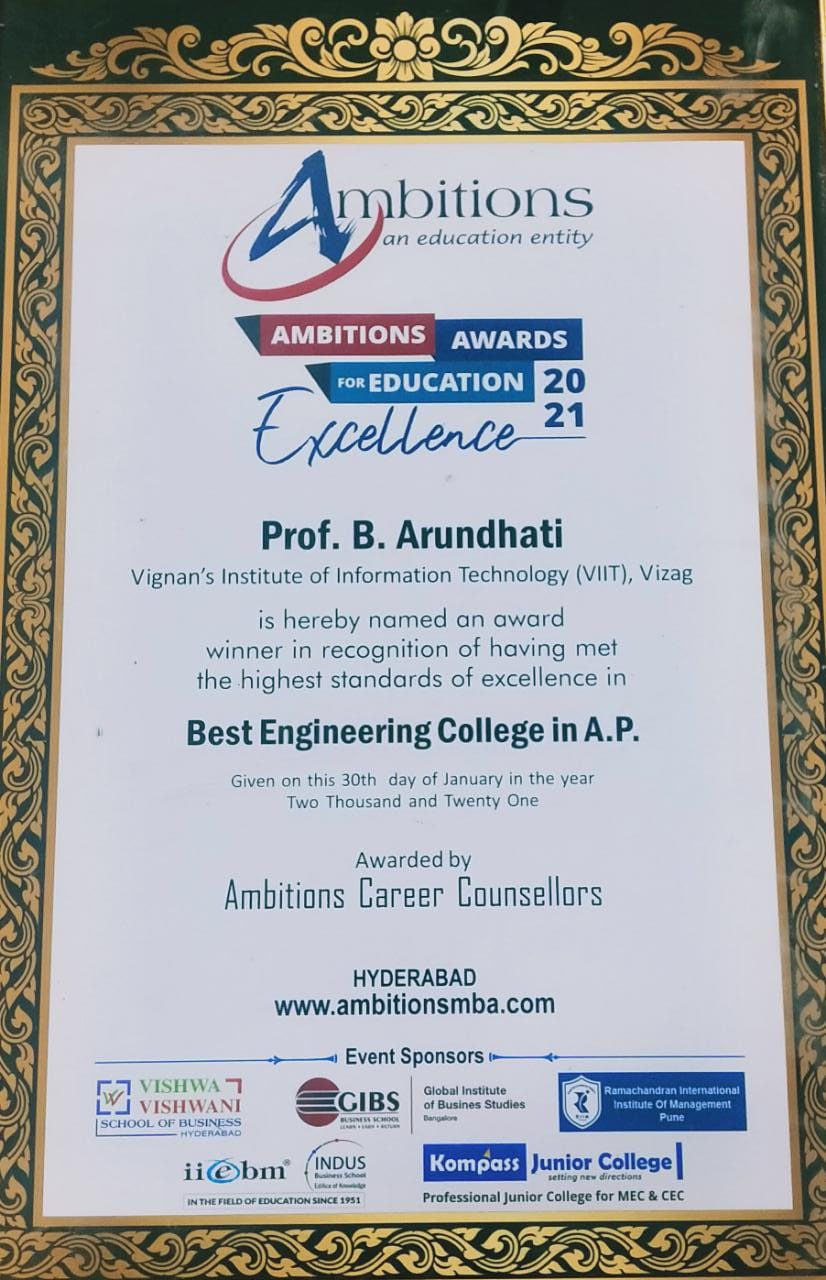 Ambitions
an education entity
AMBITIONS AWARDS
FOR EDUCATION 20
21
Excellence
Prof. B. Arundhati
Vignan's Institute of Information Technology (VIIT), Vizag
is hereby named an award
winner in recognition of having met
the highest standards of excellence in
Best Engineering College in A.P.
Given on this 30th day of January in the year
Two Thousand and Twenty One
Awarded by
Ambitions Career Counsellors
HYDERABAD
www.ambitionsmba.com
Event Sponsors
VISHWA
VISHWANI
SCHOOL OF BUSINESS
HYDERABAD
GIBS
BUSINESS SCHOOL
LEARN • EARN • RETURN
Global Institute
of Busines Studies
Bangalore
Ramachandran International
Institute Of Management
Pune
iiebm®
INDUS
Business School
Edifice of Knowledge
IN THE FIELD OF EDUCATION SINCE 1951
Kompass Junior College
setting new directions
Professional Junior College for MEC & CEC